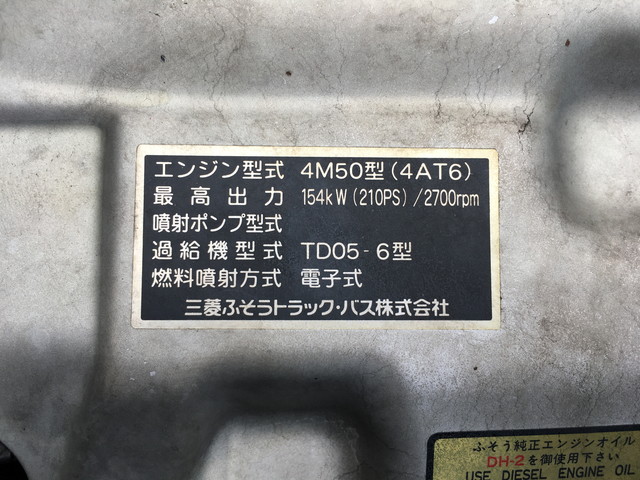 エンジン型式 4M50型(4AT6)
最高出力 154kW(210PS)/2700rpm
噴射ポンプ型式
過給機型式 TD05-6型
燃料噴射方式 電子式
三菱ふそうトラック・バス株式会社
ふそう純正エンジンオイル
DH-2を御使用下さい
USE DIESEL ENGINE OIL